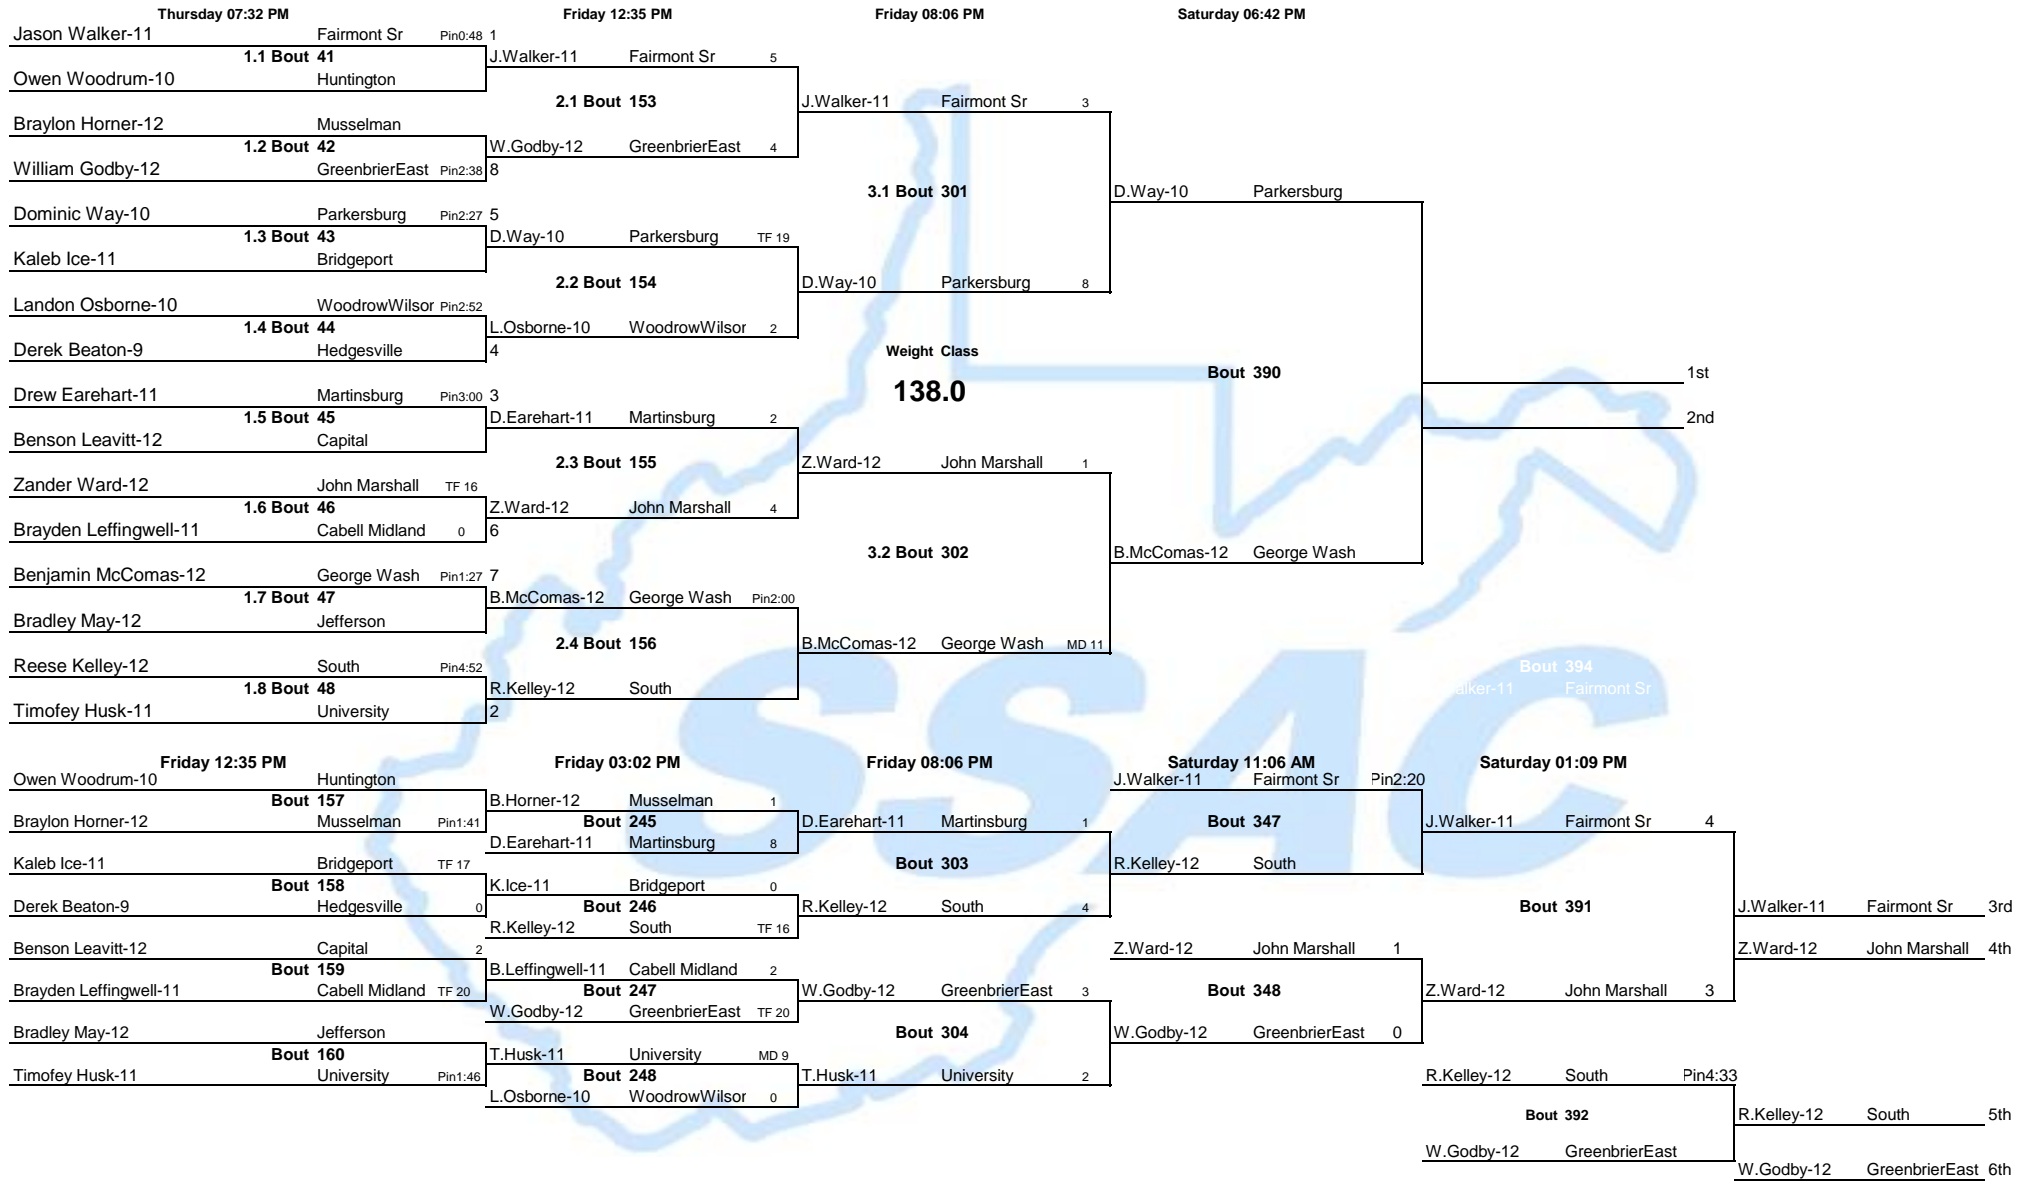 Thursday 07:32 PM Friday 12:35 PM Friday 08:06 PM Saturday 06:42 PM
Jason Walker-11 Fairmont Sr Pin0:48 1
1.1 Bout 41 J.Walker-11 Fairmont Sr 5
Owen Woodrum-10 Huntington
2.1 Bout 153 J.Walker-11 Fairmont Sr 3
Braylon Horner-12 Musselman
1.2 Bout 42 W.Godby-12 GreenbrierEast 4
William Godby-12 GreenbrierEast Pin2:38 8
3.1 Bout 301 D.Way-10 Parkersburg
Dominic Way-10 Parkersburg Pin2:27 5
1.3 Bout 43 D.Way-10 Parkersburg TF 19
Kaleb Ice-11 Bridgeport
2.2 Bout 154 D.Way-10 Parkersburg 8
Landon Osborne-10 WoodrowWilsor Pin2:52
1.4 Bout 44 L.Osborne-10 WoodrowWilsor 2
Derek Beaton-9 Hedgesville 4 Weight Class
Bout 390 1st
138.0
Drew Earehart-11 Martinsburg Pin3:00 3
1.5 Bout 45 D.Earehart-11 Martinsburg 2 2nd
Benson Leavitt-12 Capital
2.3 Bout 155 Z.Ward-12 John Marshall 1
Zander Ward-12 John Marshall TF 16
1.6 Bout 46 Z.Ward-12 John Marshall 4
Brayden Leffingwell-11 Cabell Midland 0 6
3.2 Bout 302 B.McComas-12 George Wash
Benjamin McComas-12 George Wash Pin1:27 7
1.7 Bout 47 B.McComas-12 George Wash Pin2:00
Bradley May-12 Jefferson
2.4 Bout 156 B.McComas-12 George Wash MD 11
Reese Kelley-12 South Pin4:52 Bout 394
1.8 Bout 48 R.Kelley-12 South alker-11 Fairmont Sr
Timofey Husk-11 University 2
SSAC
Friday 12:35 PM Friday 03:02 PM Friday 08:06 PM Saturday 11:06 AM Saturday 01:09 PM
Owen Woodrum-10 Huntington J.Walker-11 Fairmont Sr Pin2:20
Bout 157 B.Horner-12 Musselman 1
Braylon Horner-12 Musselman Pin1:41 Bout 245 D.Earehart-11 Martinsburg 1 Bout 347 J.Walker-11 Fairmont Sr 4
D.Earehart-11 Martinsburg 8
Kaleb Ice-11 Bridgeport TF 17 Bout 303 R.Kelley-12 South
Bout 158 K.Ice-11 Bridgeport 0
Derek Beaton-9 Hedgesville 0 Bout 246 R.Kelley-12 South 4 Bout 391 J.Walker-11 Fairmont Sr 3rd
R.Kelley-12 South TF 16
Benson Leavitt-12 Capital 2 Z.Ward-12 John Marshall 1 Z.Ward-12 John Marshall 4th
Bout 159 B.Leffingwell-11 Cabell Midland 2
Brayden Leffingwell-11 Cabell Midland TF 20 Bout 247 W.Godby-12 GreenbrierEast 3 Bout 348 Z.Ward-12 John Marshall 3
W.Godby-12 GreenbrierEast TF 20
Bradley May-12 Jefferson Bout 304 W.Godby-12 GreenbrierEast 0
Bout 160 T.Husk-11 University MD 9
Timofey Husk-11 University Pin1:46 Bout 248 T.Husk-11 University 2 R.Kelley-12 South Pin4:33
L.Osborne-10 WoodrowWilsor 0
Bout 392 R.Kelley-12 South 5th
W.Godby-12 GreenbrierEast
W.Godby-12 GreenbrierEast 6th